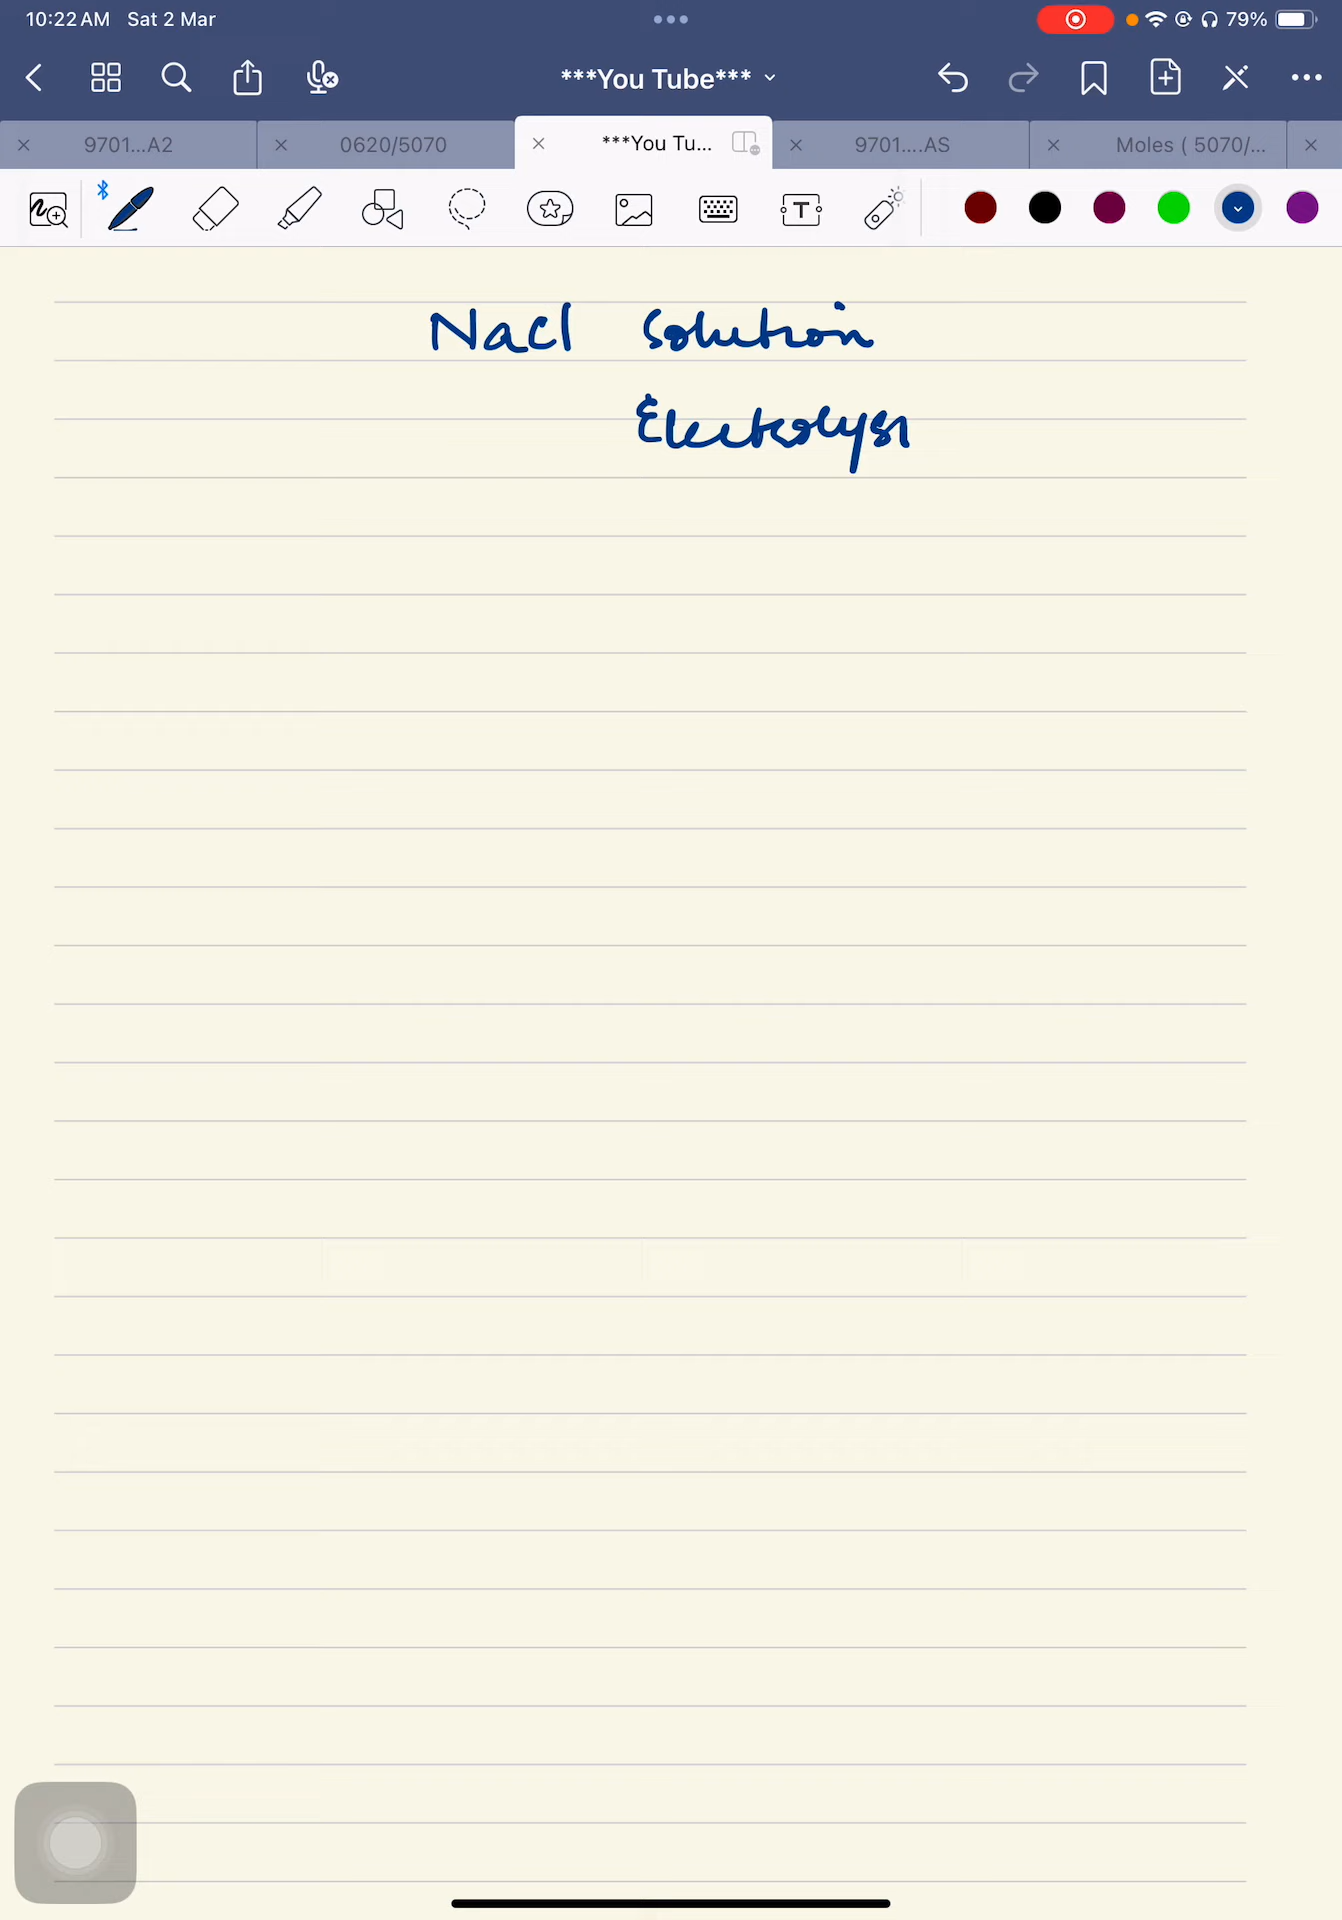 10:22 AM Sat 2 Mar
79%
***You Tube***
9701...A2
0620/5070
***You Tu...
9701....AS
Moles ( 5070/...
T
NaCl Solution
Electrolysi